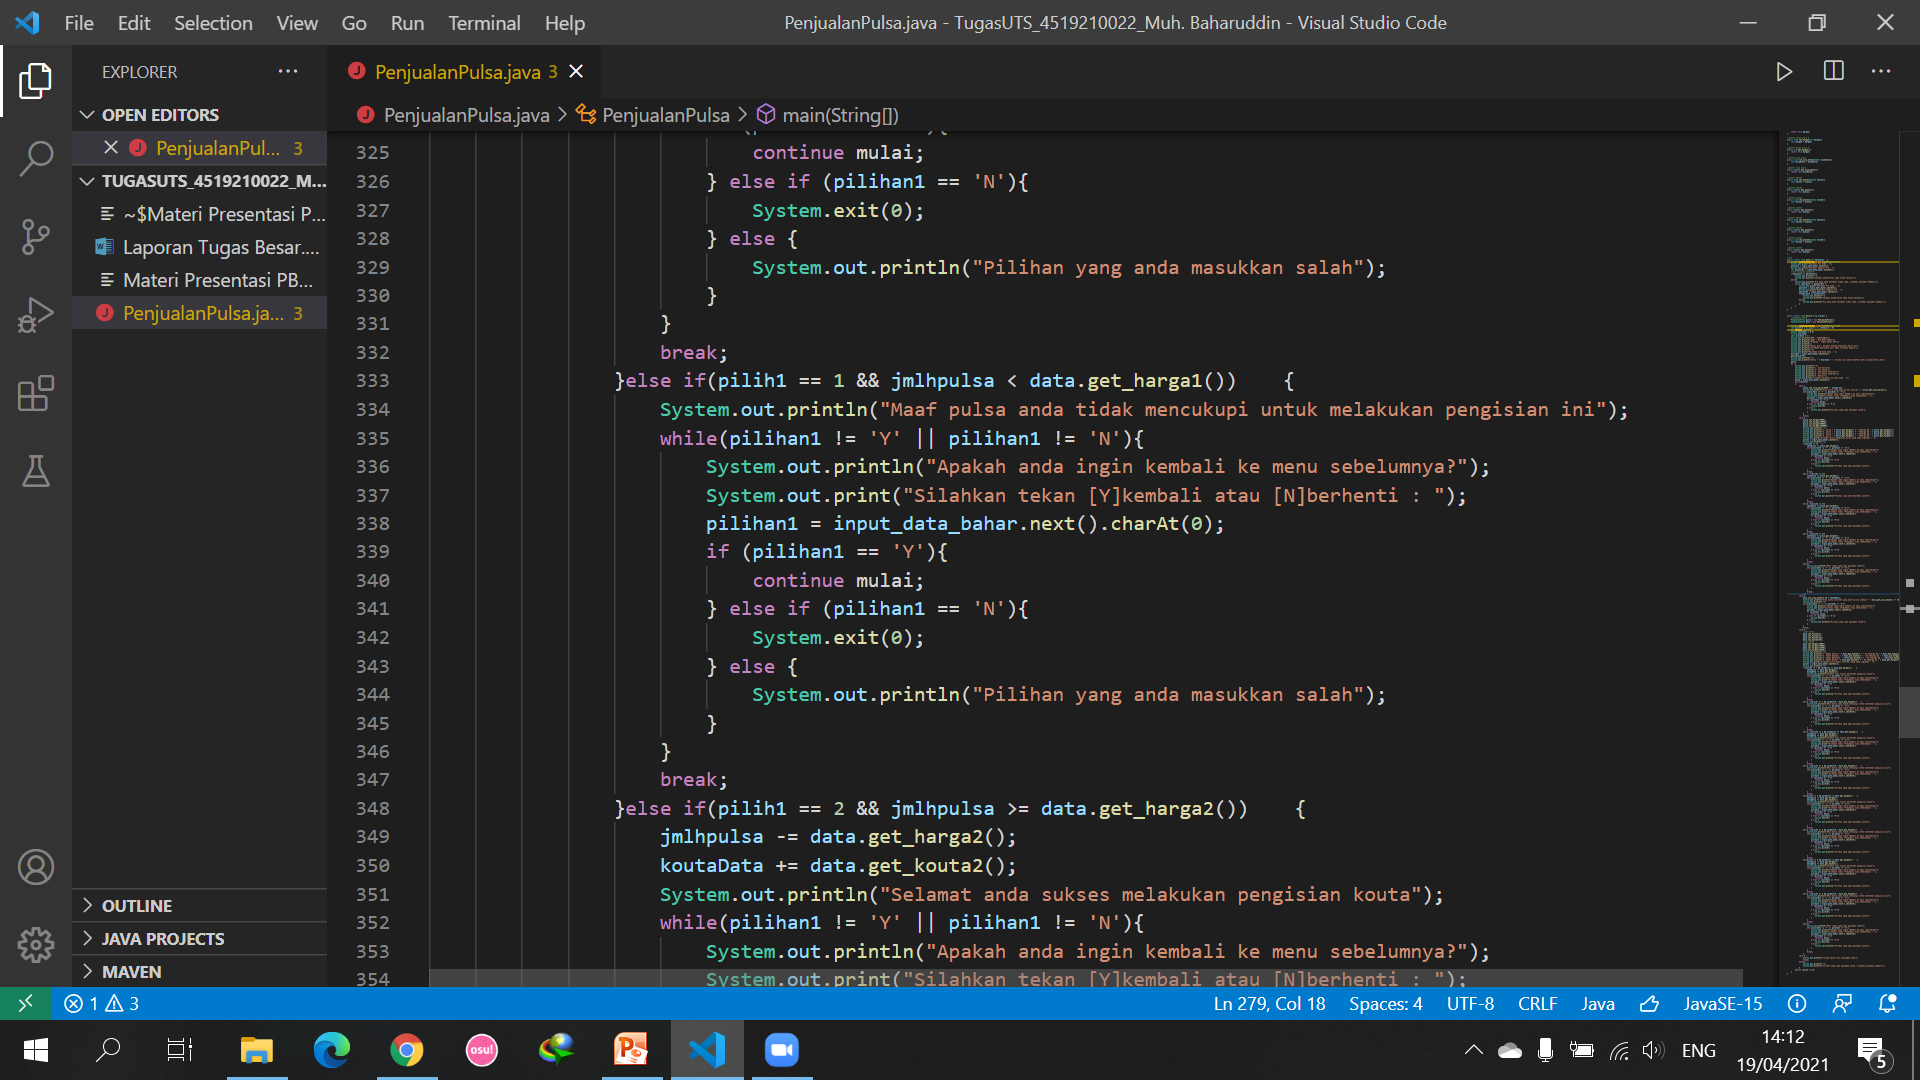 File Edit Selection View Go Run Terminal Help
PenjualanPulsa.java - TugasUTS_4519210022_Muh. Baharuddin - Visual Studio Code
EXPLORER
OPEN EDITORS
PenjualanPul... 3
TUGASUTS_4519210022_M...
~$Materi Presentasi P...
Laporan Tugas Besar....
Materi Presentasi PB...
PenjualanPulsa.ja... 3
OUTLINE
JAVA PROJECTS
MAVEN
PenjualanPulsa.java 3
PenjualanPulsa.java > PenjualanPulsa > main(String[])
325 continue mulai;
326 } else if (pilihan1 == 'N'){
327 System.exit(0);
328 } else {
329 System.out.println("Pilihan yang anda masukkan salah");
330 }
331 }
332 break;
333 }else if(pilih1 == 1 && jmlhpulsa < data.get_harga1()) {
334 System.out.println("Maaf pulsa anda tidak mencukupi untuk melakukan pengisian ini");
335 while(pilihan1 != 'Y' || pilihan1 != 'N'){
336 System.out.println("Apakah anda ingin kembali ke menu sebelumnya?");
337 System.out.print("Silahkan tekan [Y]kembali atau [N]berhenti : ");
338 pilihan1 = input_data_bahar.next().charAt(0);
339 if (pilihan1 == 'Y'){
340 continue mulai;
341 } else if (pilihan1 == 'N'){
342 System.exit(0);
343 } else {
344 System.out.println("Pilihan yang anda masukkan salah");
345 }
346 }
347 break;
348 }else if(pilih1 == 2 && jmlhpulsa >= data.get_harga2()) {
349 jmlhpulsa -= data.get_harga2();
350 koutaData += data.get_kouta2();
351 System.out.println("Selamat anda sukses melakukan pengisian kouta");
352 while(pilihan1 != 'Y' || pilihan1 != 'N'){
353 System.out.println("Apakah anda ingin kembali ke menu sebelumnya?");
354 System.out.print("Silahkan tekan [Y]kembali atau [N]berhenti : ");
1 3
Ln 279, Col 18 Spaces: 4 UTF-8 CRLF Java JavaSE-15
osu!
ENG
14:12
19/04/2021
5